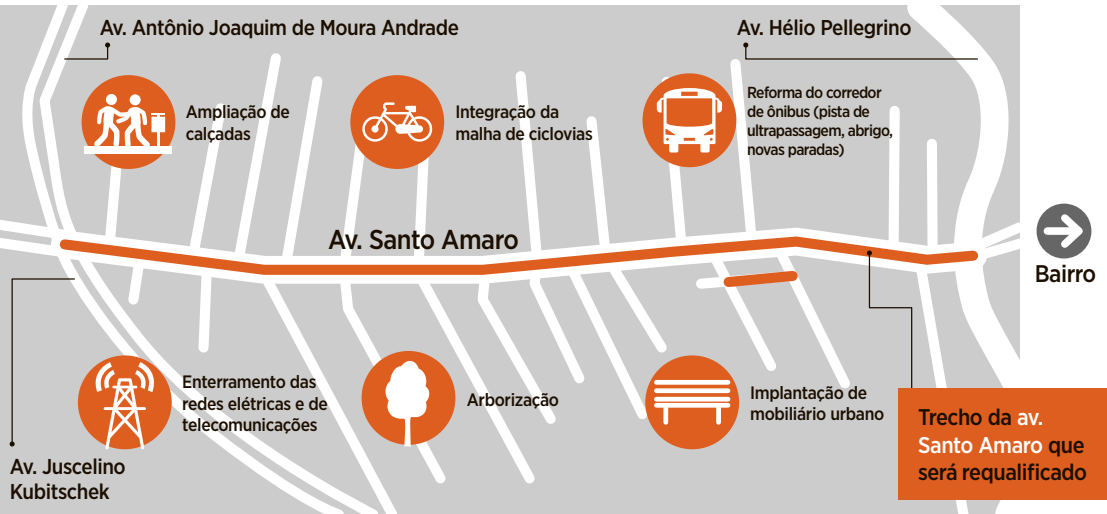 Av. Antônio Joaquim de Moura Andrade
Av. Hélio Pellegrino
Ampliação de
calçadas
Integração da
malha de ciclovias
Reforma do corredor
de ônibus (pista de
ultrapassagem, abrigo,
novas paradas)
Av. Santo Amaro
Bairro
Enterramento das
redes elétricas e de
telecomunicações
Arborização
Implantação de
mobiliário urbano
Trecho da av.
Santo Amaro que
será requalificado
Av. Juscelino
Kubitschek